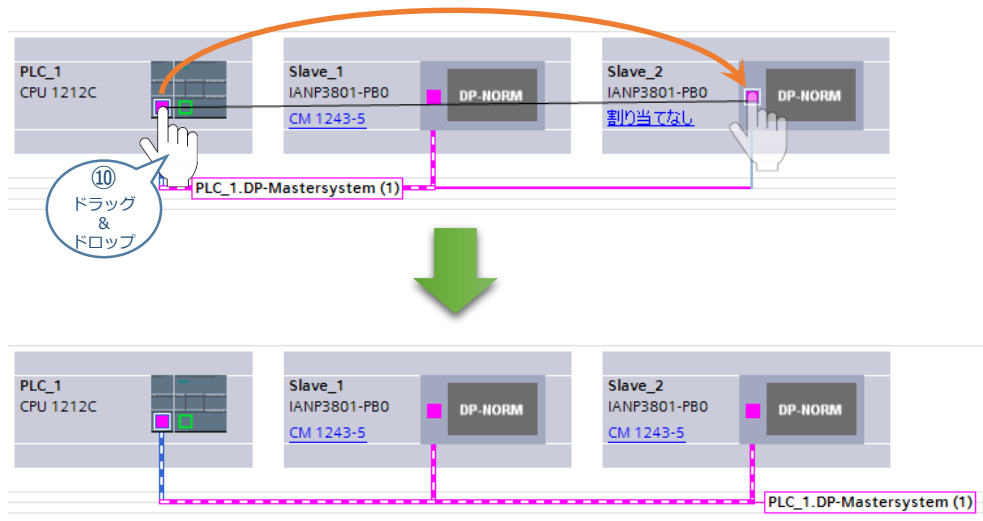 PLC_1
CPU 1212C
Slave_1
IANP3801-PB0
CM 1243-5
DP-NORM
Slave_2
IANP3801-PB0
割り当てなし
DP-NORM
PLC_1.DP-Mastersystem (1)
⑩
ドラッグ
&
ドロップ
PLC_1
CPU 1212C
Slave_1
IANP3801-PB0
CM 1243-5
DP-NORM
Slave_2
IANP3801-PB0
CM 1243-5
DP-NORM
PLC_1.DP-Mastersystem (1)